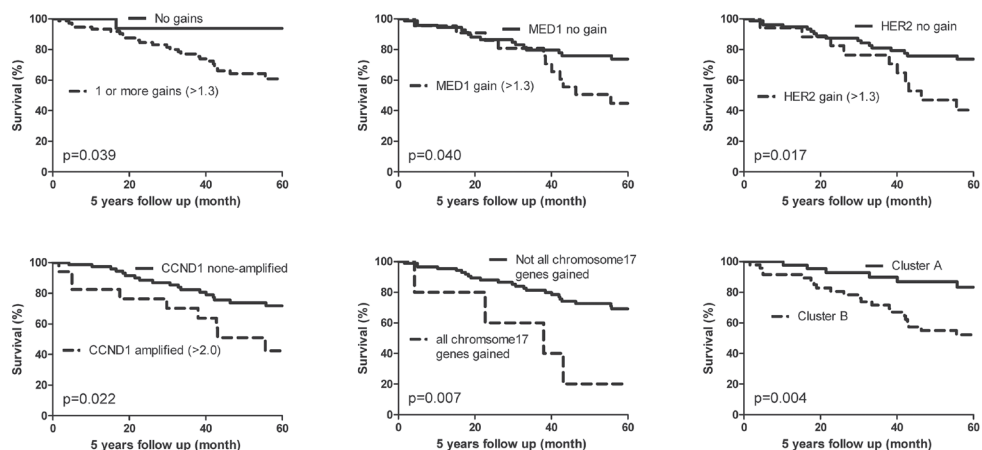 100
80
60
40
20
0
Survival (%)
No gains
1 or more gains (>1.3)
p=0.039
0
20
40
60
5 years follow up (month)
100
80
60
40
20
0
Survival (%)
MED1 no gain
MED1 gain (>1.3)
p=0.040
0
20
40
60
5 years follow up (month)
100
80
60
40
20
0
Survival (%)
HER2 no gain
HER2 gain (>1.3)
p=0.017
0
20
40
60
5 years follow up (month)
100
80
60
40
20
0
Survival (%)
CCND1 none-amplified
CCND1 amplified (>2.0)
p=0.022
0
20
40
60
5 years follow up (month)
100
80
60
40
20
0
Survival (%)
Not all chromosome17
genes gained
all chromsome17
genes gained
p=0.007
0
20
40
60
5 years follow up (month)
100
80
60
40
20
0
Survival (%)
Cluster A
Cluster B
p=0.004
0
20
40
60
5 years follow up (month)